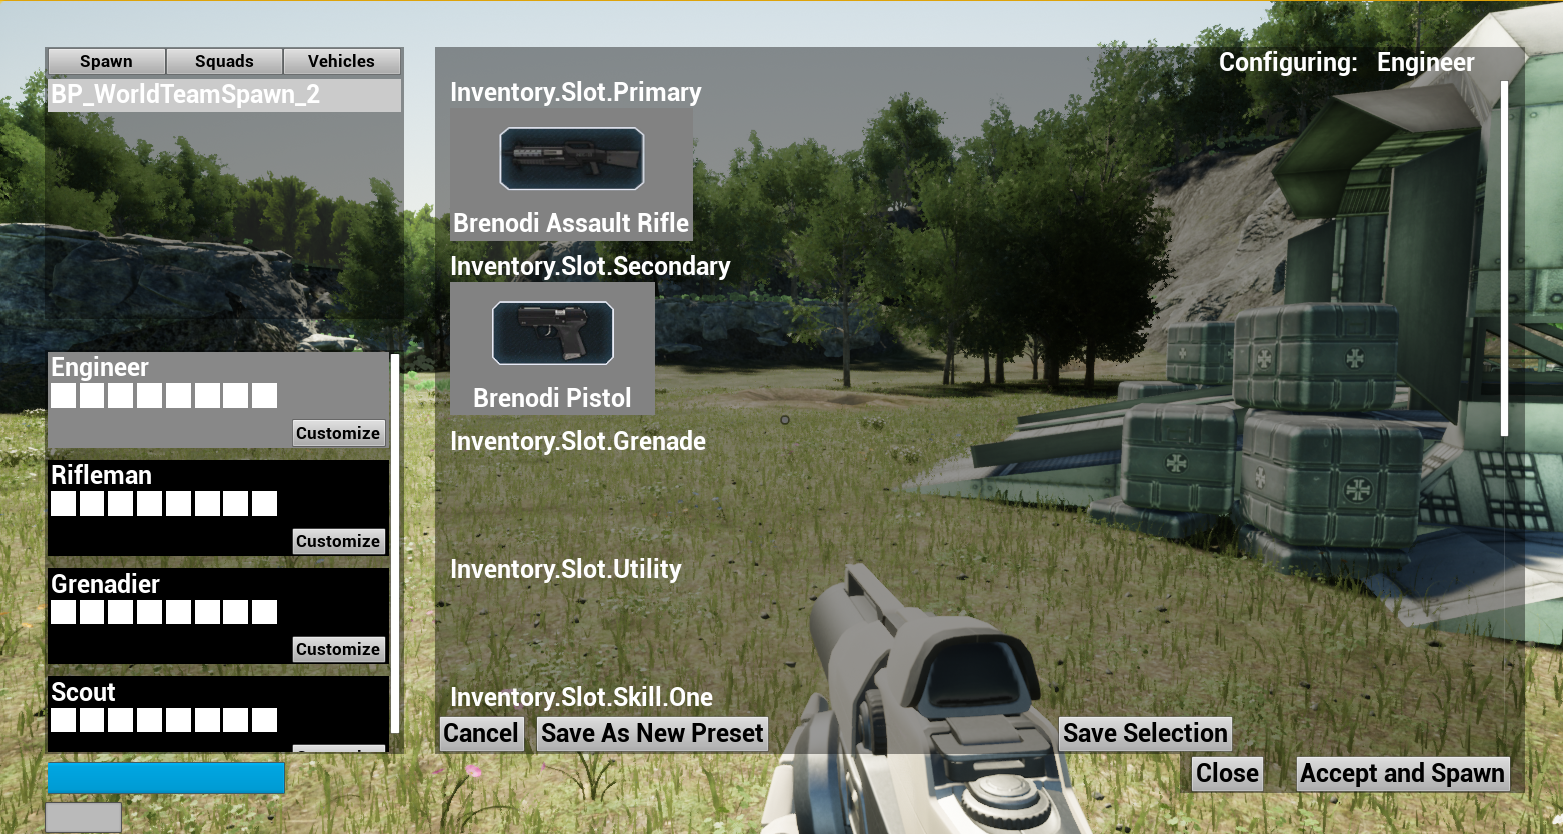 Spawn Squads Vehicles
BP_WorldTeamSpawn_2
Engineer
Customize
Rifleman
Customize
Grenadier
Customize
Scout
Configuring: Engineer
Inventory.Slot.Primary
Brenodi Assault Rifle
Inventory.Slot.Secondary
Brenodi Pistol
Inventory.Slot.Grenade
Inventory.Slot.Utility
Inventory.Slot.Skill.One
Cancel Save As New Preset Save Selection
Close Accept and Spawn